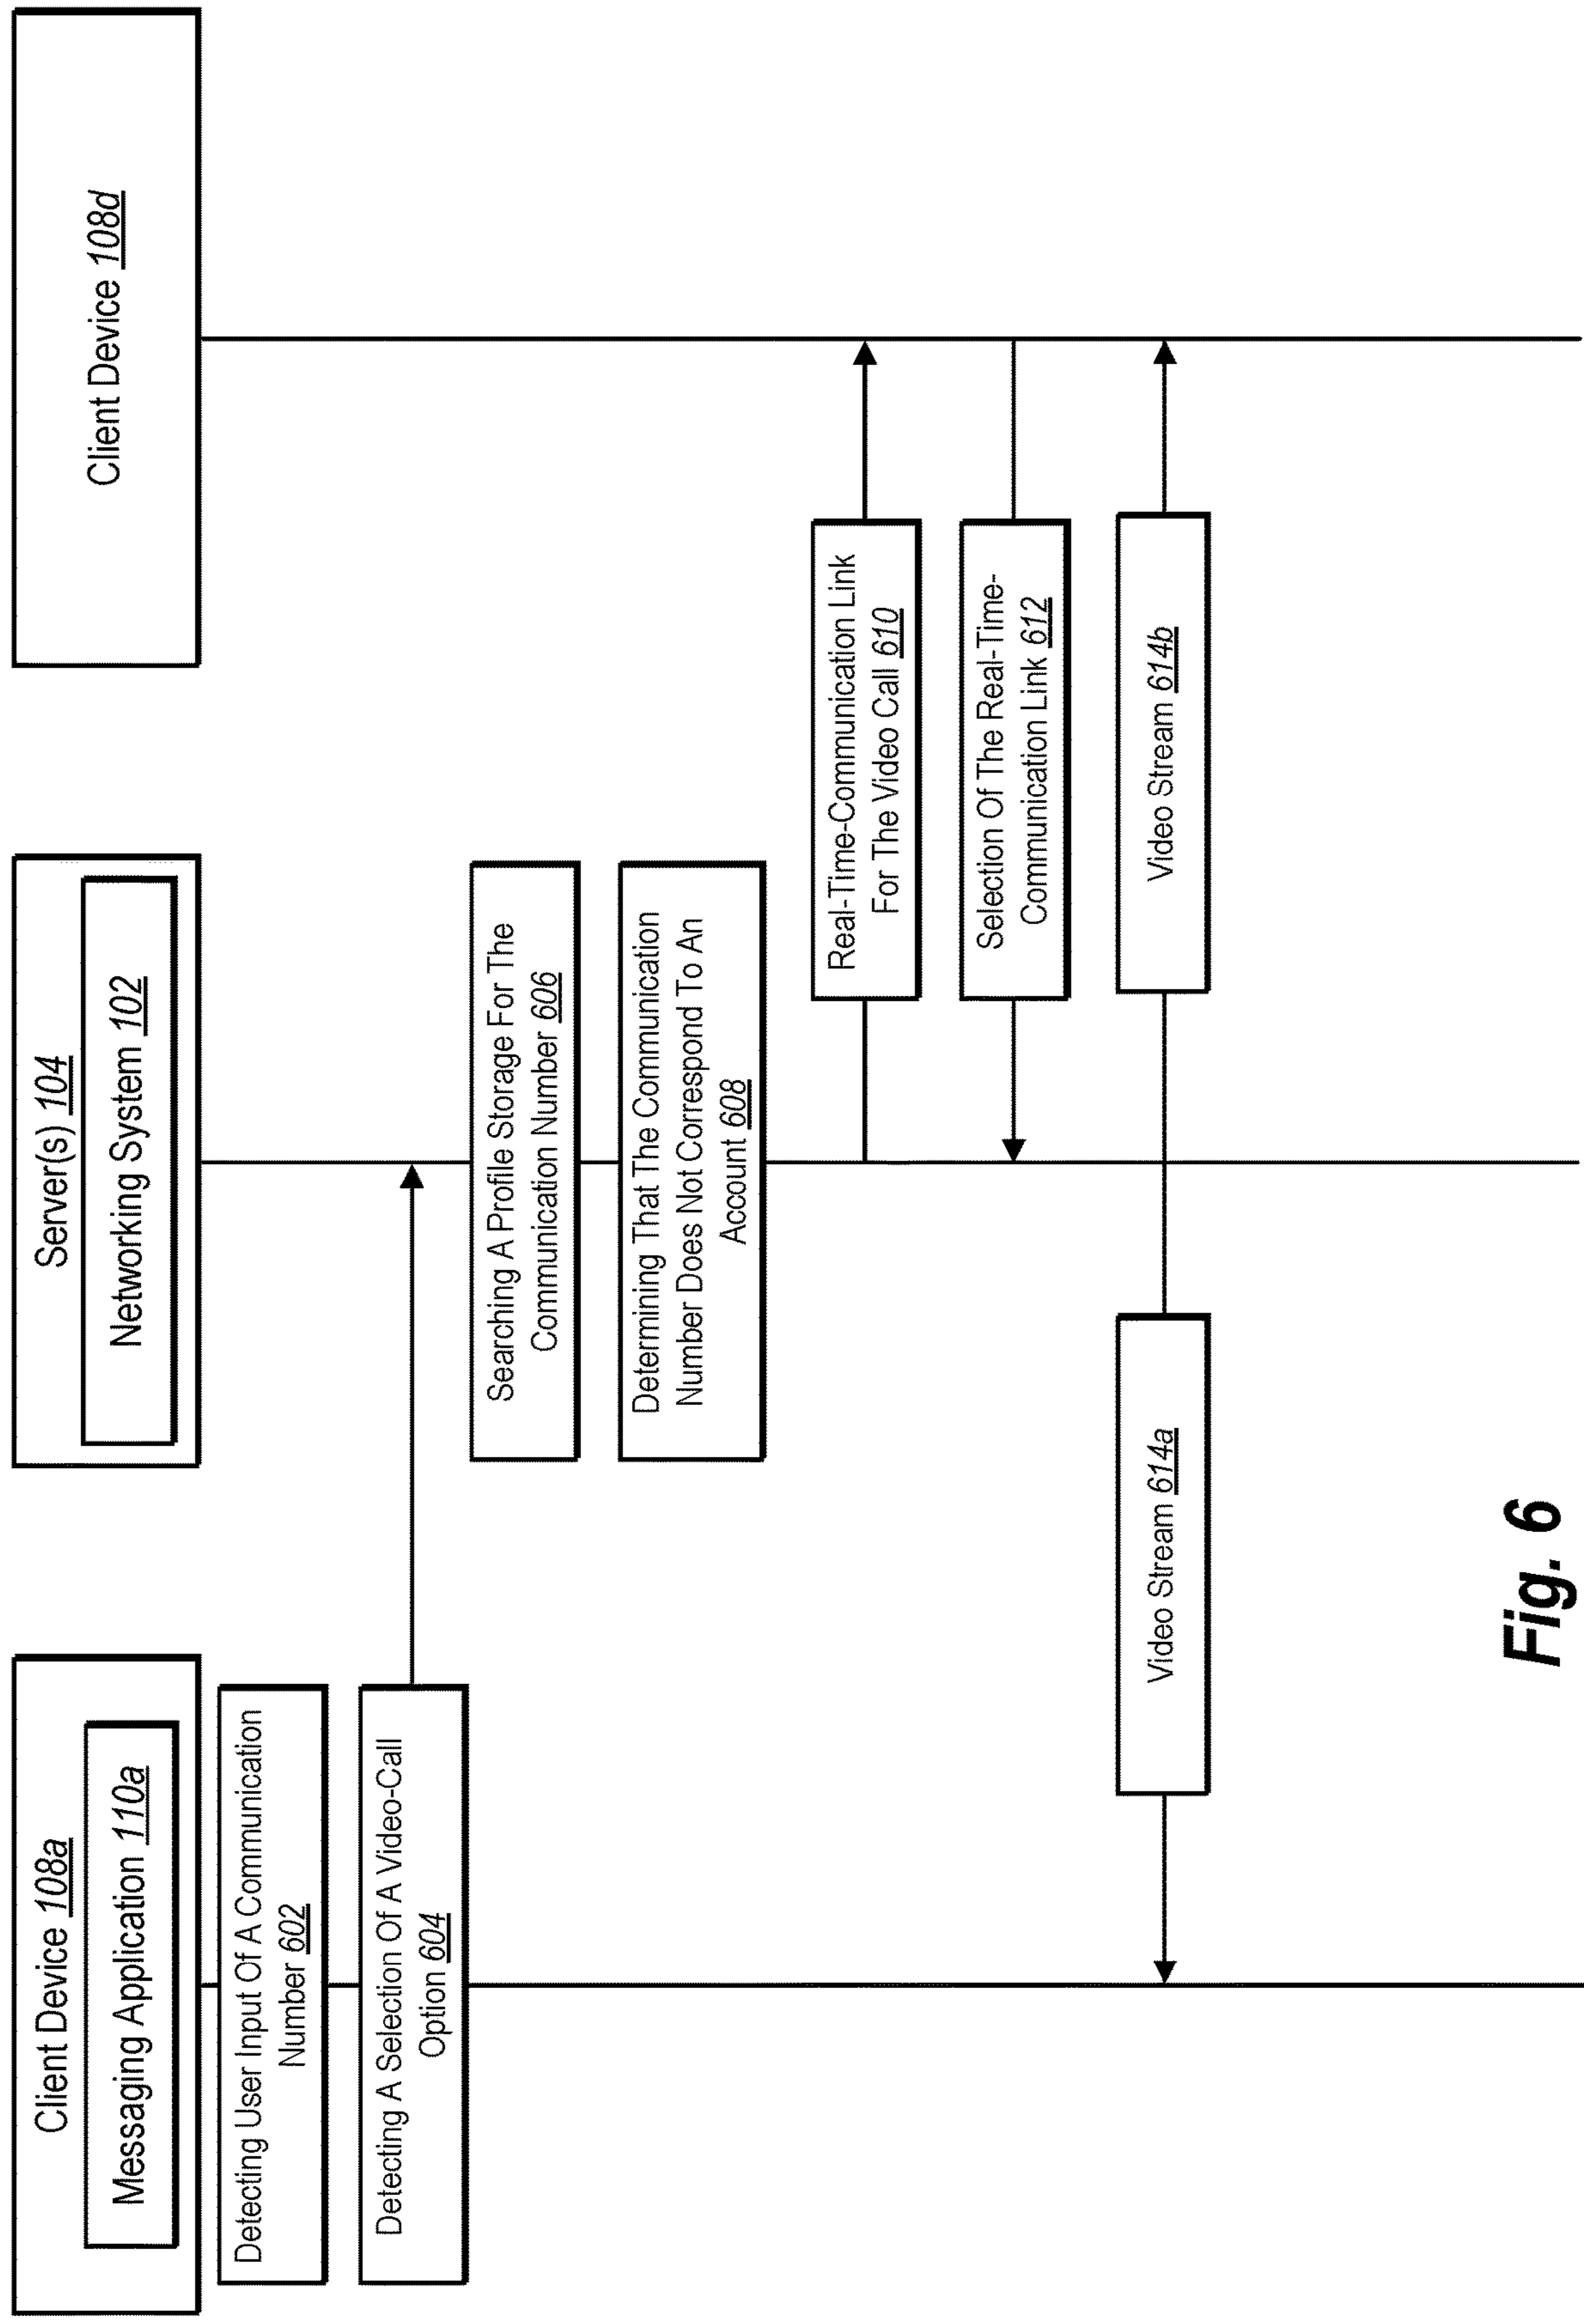 Client Device 108a
Messaging Application 110a
Server(s) 104
Networking System 102
Client Device 108d
Detecting User Input Of A Communication
Number 602
Detecting A Selection Of A Video-Call
Option 604
Searching A Profile Storage For The
Communication Number 606
Determining That The Communication
Number Does Not Correspond To An
Account 608
Real-Time-Communication Link
For The Video Call 610
Selection Of The Real-Time-
Communication Link 612
Video Stream 614a
Video Stream 614b
Fig. 6